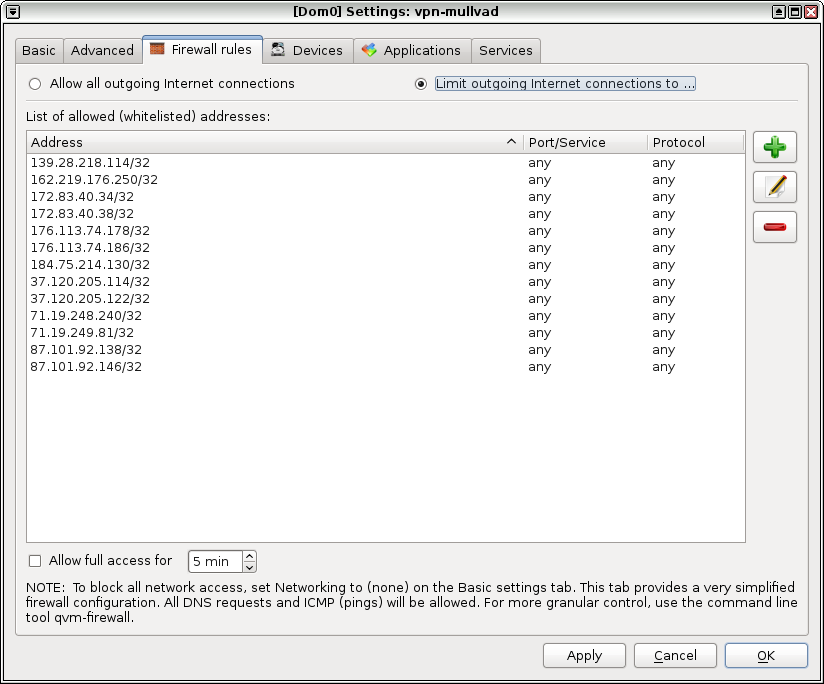 [Dom0] Settings: vpn-mullvad
Basic Advanced Firewall rules Devices Applications Services
Allow all outgoing Internet connections Limit outgoing Internet connections to ...
List of allowed (whitelisted) addresses:
Address Port/Service Protocol
139.28.218.114/32 any any
162.219.176.250/32 any any
172.83.40.34/32 any any
172.83.40.38/32 any any
176.113.74.178/32 any any
176.113.74.186/32 any any
184.75.214.130/32 any any
37.120.205.114/32 any any
37.120.205.122/32 any any
71.19.248.240/32 any any
71.19.249.81/32 any any
87.101.92.138/32 any any
87.101.92.146/32 any any
Allow full access for 5 min
NOTE: To block all network access, set Networking to (none) on the Basic settings tab. This tab provides a very simplified
firewall configuration. All DNS requests and ICMP (pings) will be allowed. For more granular control, use the command line
tool qvm-firewall.
Apply Cancel OK